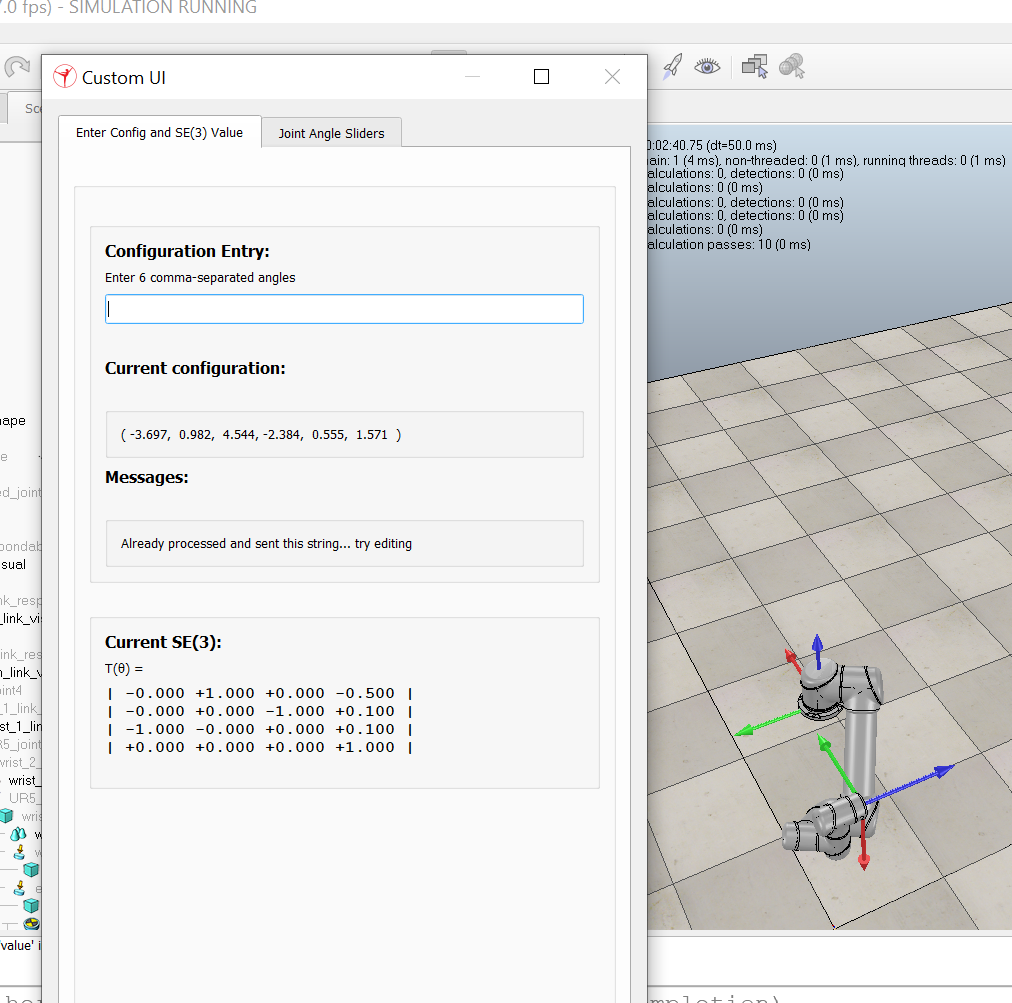 7.0 fps) - SIMULATION RUNNING
Custom UI
Enter Config and SE(3) Value
Joint Angle Sliders
0:02:40.75 (dt=50.0 ms)
ain: 1 (4 ms), non-threaded: 0 (1 ms), running threads: 0 (1 ms)
alculations: 0, detections: 0 (0 ms)
alculations: 0 (0 ms)
alculations: 0, detections: 0 (0 ms)
alculations: 0, detections: 0 (0 ms)
alculations: 0 (0 ms)
alculation passes: 10 (0 ms)
Configuration Entry:
Enter 6 comma-separated angles
Current configuration:
( -3.697, 0.982, 4.544, -2.384, 0.555, 1.571 )
Messages:
Already processed and sent this string... try editing
Current SE(3):
T(θ) =
| -0.000 +1.000 +0.000 -0.500 |
| -0.000 +0.000 -1.000 +0.100 |
| -1.000 -0.000 +0.000 +0.100 |
| +0.000 +0.000 +0.000 +1.000 |
Sce
hape
ed_joint
pondab
sual
nk_resp
_link_vis
ink_res
n_link_v
oint4
_1_link_
st_1_lin
R5_joint
wrist_2_
wrist_
UR5_
wris
'value' i
mpletion)